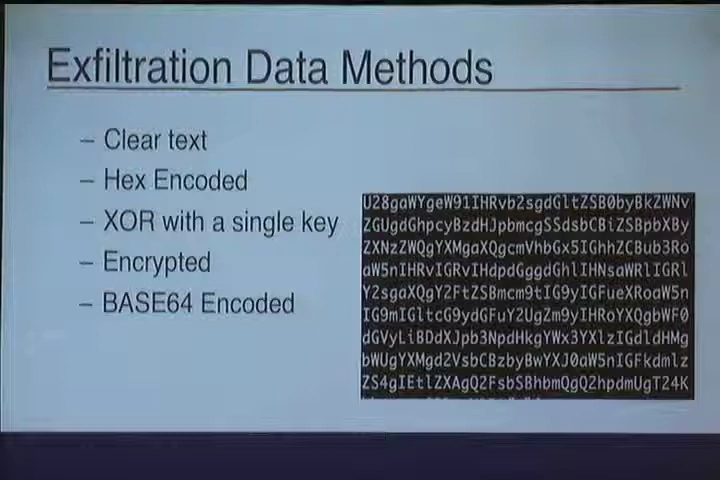 Exfiltration Data Methods
– Clear text
– Hex Encoded
– XOR with a single key
– Encrypted
– BASE64 Encoded
U28gaWYgeW91IHRvb2sgdGltZSB0byBkZWNv
ZGUgdGhpcyBzdHJpbmcgSSdsbCBiZSBpbXBy
ZXNzZWQgYXMgaXQgcmVhbGx5IGhhZCBub3Ro
aW5nIHRvIGRvIHdpdGggdGhlIHNsaWRlIGRl
Y2sgaXQgY2FtZSBmcm9tIG9yIGFueXRoaW5n
IG9mIGltcG9ydGFuY2UgZm9yIHRoYXQgbWF0
dGVyLiBDdXJpb3NpdHkgYWx3YXlzIGdldHMg
bWUgYXMgd2VsbCBzbyBwYXJ0aW5nIGFkdmlz
ZS4gIEtlZXAgQ2FsbSBhbmQgQ2hpdmUgT24K